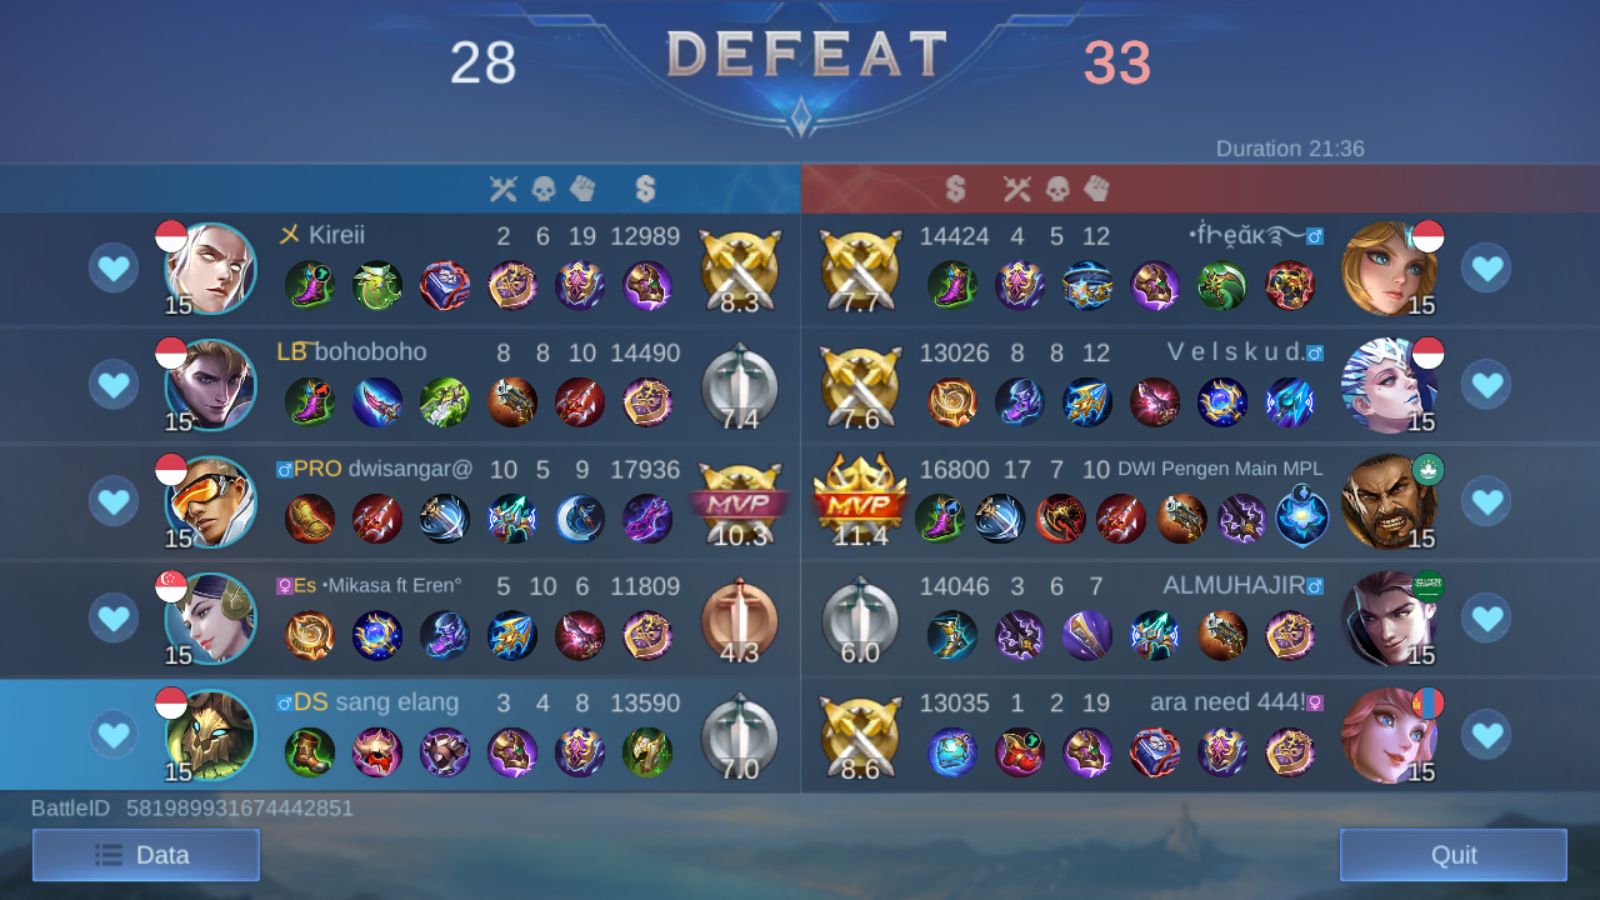 28 DEFEAT 33
Duration 21:36
メ Kireii 2 6 19 12989 8.3
15
LB bohoboho 8 8 10 14490 7.4
15
♂PRO dwisangar@ 10 5 9 17936 MVP 10.3
15
♀Es •Mikasa ft Eren° 5 10 6 11809 4.3
15
♂DS sang elang 3 4 8 13590 7.0
15
7.7 14424 4 5 12
15
7.6 13026 8 8 12 V e l s k u d.♂
15
MVP 11.4 16800 17 7 10 DWI Pengen Main MPL
15
6.0 14046 3 6 7 ALMUHAJIR♂
15
8.6 13035 1 2 19 ara need 444!♀
15
BattleID 581989931674442851
Data
Quit